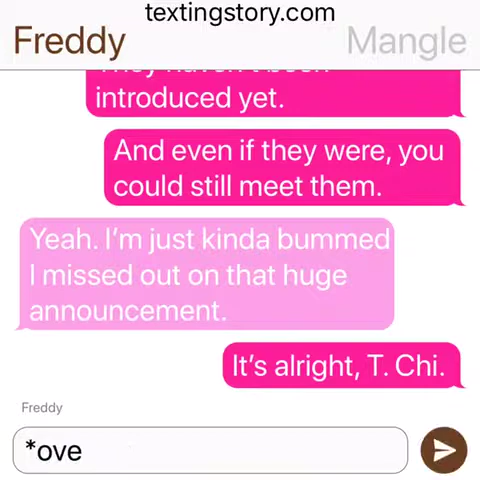 textingstory.com
Freddy Mangle
introduced yet.
And even if they were, you
could still meet them.
Yeah. I'm just kinda bummed
I missed out on that huge
announcement.
It's alright, T. Chi.
Freddy
*ove